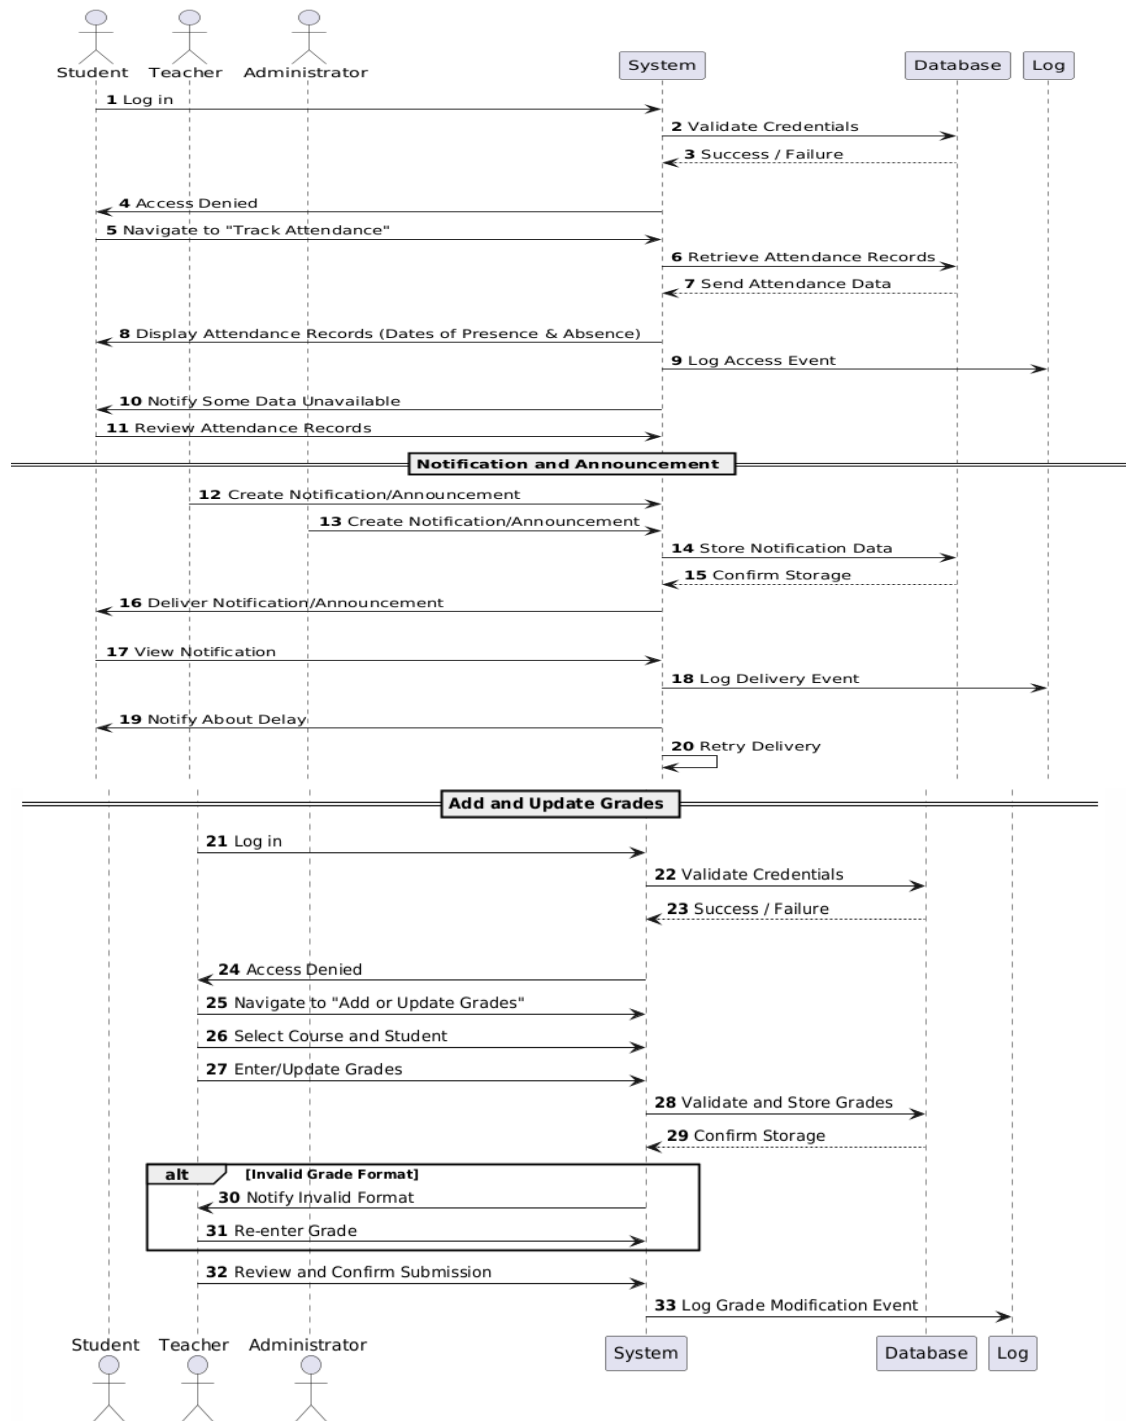 Student Teacher Administrator System Database Log
1 Log in
2 Validate Credentials
3 Success / Failure
4 Access Denied
5 Navigate to "Track Attendance"
6 Retrieve Attendance Records
7 Send Attendance Data
8 Display Attendance Records (Dates of Presence & Absence)
9 Log Access Event
10 Notify Some Data Unavailable
11 Review Attendance Records
Notification and Announcement
12 Create Notification/Announcement
13 Create Notification/Announcement
14 Store Notification Data
15 Confirm Storage
16 Deliver Notification/Announcement
17 View Notification
18 Log Delivery Event
19 Notify About Delay
20 Retry Delivery
Add and Update Grades
21 Log in
22 Validate Credentials
23 Success / Failure
24 Access Denied
25 Navigate to "Add or Update Grades"
26 Select Course and Student
27 Enter/Update Grades
28 Validate and Store Grades
29 Confirm Storage
alt [Invalid Grade Format]
30 Notify Invalid Format
31 Re-enter Grade
32 Review and Confirm Submission
33 Log Grade Modification Event
Student Teacher Administrator System Database Log